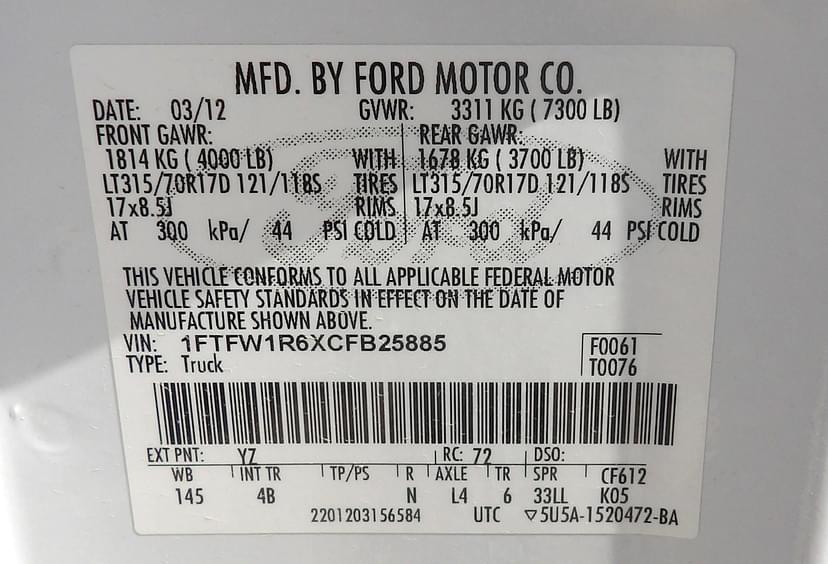 MFD. BY FORD MOTOR CO.
DATE: 03/12 GVWR: 3311 KG ( 7300 LB)
FRONT GAWR: REAR GAWR:
1814 KG ( 4000 LB) WITH 1678 KG ( 3700 LB) WITH
LT315/70R17D 121/118S TIRES LT315/70R17D 121/118S TIRES
17x8.5J RIMS 17x8.5J RIMS
AT 300 kPa/ 44 PSI COLD AT 300 kPa/ 44 PSI COLD
THIS VEHICLE CONFORMS TO ALL APPLICABLE FEDERAL MOTOR
VEHICLE SAFETY STANDARDS IN EFFECT ON THE DATE OF
MANUFACTURE SHOWN ABOVE.
VIN: 1FTFW1R6XCFB25885 F0061
TYPE: Truck T0076
EXT PNT: YZ RC: 72 DSO:
WB INT TR TP/PS R AXLE TR SPR CF612
145 4B N L4 6 33LL K05
2201203156584 UTC ▽5U5A-1520472-BA